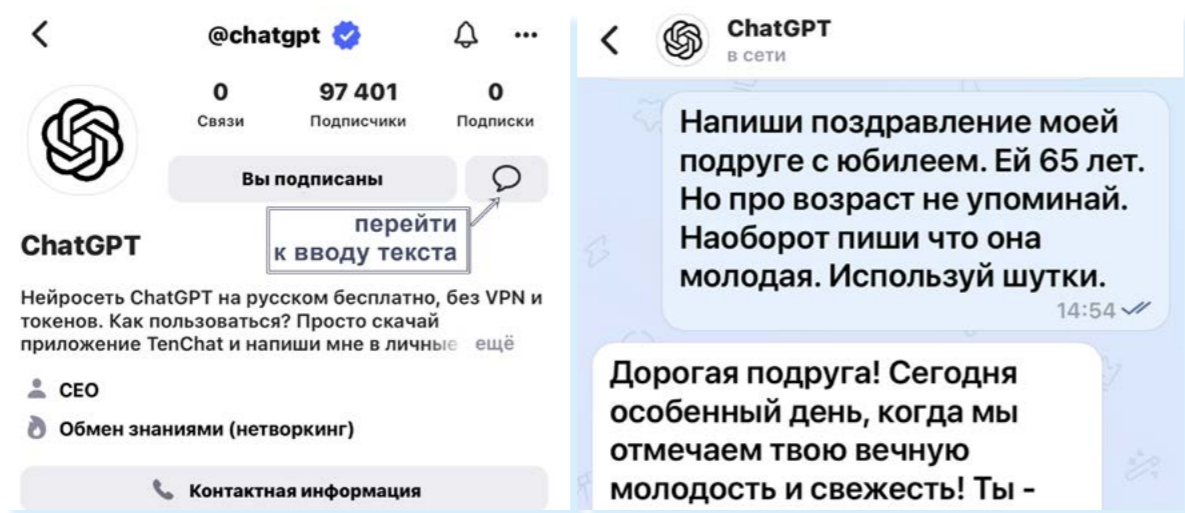 @chatgpt
0
97 401
0
Связи
Подписчики
Подписки
Вы подписаны
перейти
к вводу текста
ChatGPT
Нейросеть ChatGPT на русском бесплатно, без VPN и
токенов. Как пользоваться? Просто скачай
приложение TenChat и напиши мне в личные ещё
CEO
Обмен знаниями (нетворкинг)
Контактная информация
ChatGPT
в сети
Напиши поздравление моей
подруге с юбилеем. Ей 65 лет.
Но про возраст не упоминай.
Наоборот пиши что она
молодая. Используй шутки.
14:54
Дорогая подруга! Сегодня
особенный день, когда мы
отмечаем твою вечную
молодость и свежесть! Ты -